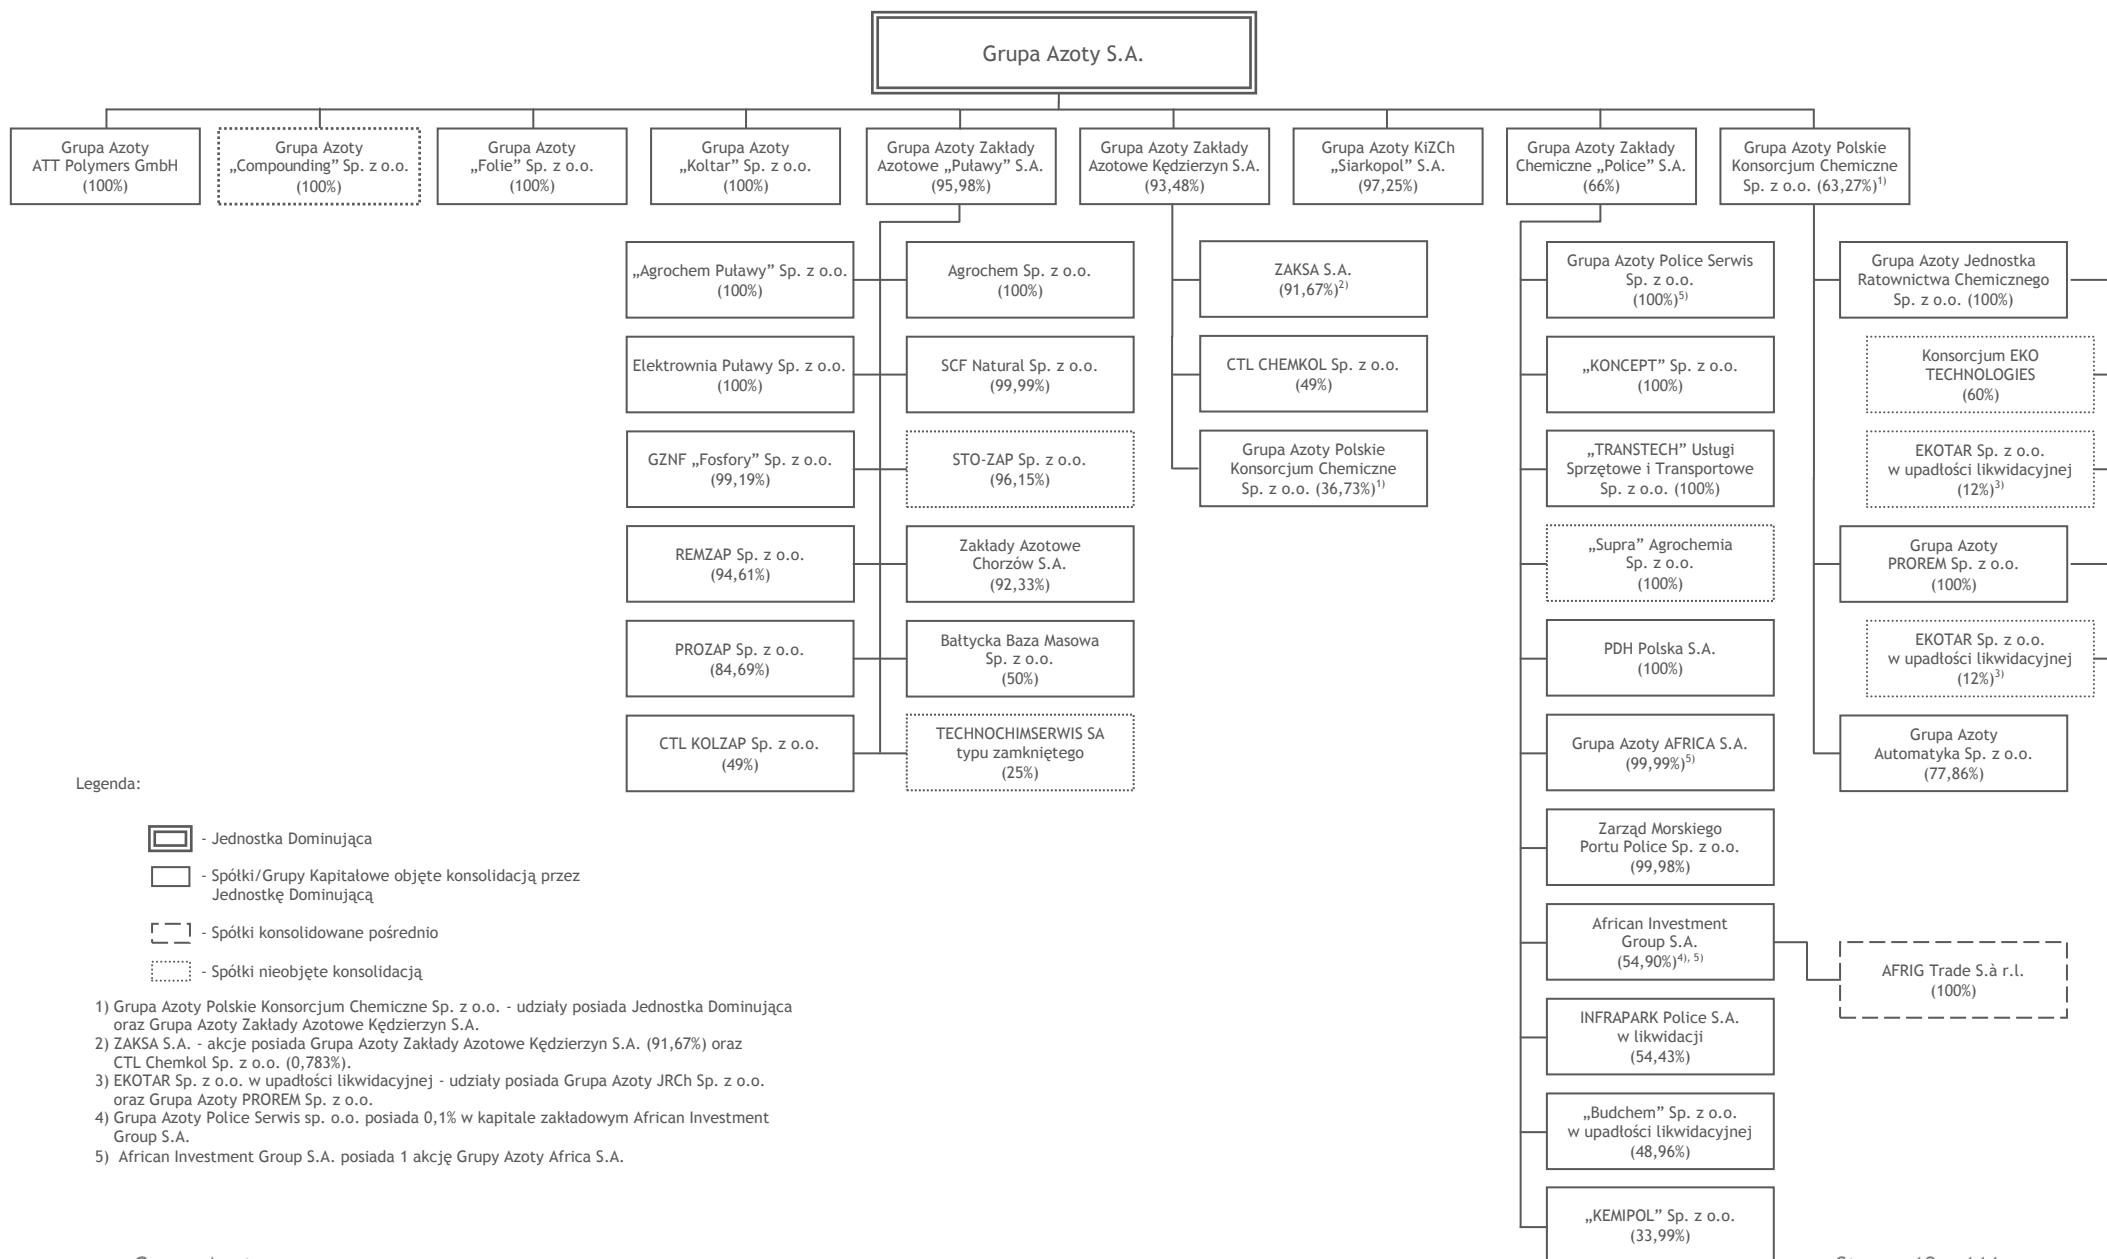 Grupa Azoty S.A.
Grupa Azoty
ATT Polymers GmbH
(100%)
Grupa Azoty
„Compounding” Sp. z o.o.
(100%)
Grupa Azoty
„Folie” Sp. z o.o.
(100%)
Grupa Azoty
„Koltar” Sp. z o.o.
(100%)
Grupa Azoty Zakłady
Azotowe „Puławy” S.A.
(95,98%)
Grupa Azoty Zakłady
Azotowe Kędzierzyn S.A.
(93,48%)
Grupa Azoty KiZCh
„Siarkopol” S.A.
(97,25%)
Grupa Azoty Zakłady
Chemiczne „Police” S.A.
(66%)
Grupa Azoty Polskie
Konsorcjum Chemiczne
Sp. z o.o. (63,27%)1)
„Agrochem Puławy” Sp. z o.o.
(100%)
Elektrownia Puławy Sp. z o.o.
(100%)
GZNF „Fosfory” Sp. z o.o.
(99,19%)
REMZAP Sp. z o.o.
(94,61%)
PROZAP Sp. z o.o.
(84,69%)
CTL KOLZAP Sp. z o.o.
(49%)
Agrochem Sp. z o.o.
(100%)
SCF Natural Sp. z o.o.
(99,99%)
STO-ZAP Sp. z o.o.
(96,15%)
Zakłady Azotowe
Chorzów S.A.
(92,33%)
Bałtycka Baza Masowa
Sp. z o.o.
(50%)
TECHNOCHIMSERWIS SA
typu zamkniętego
(25%)
ZAKSA S.A.
(91,67%)2)
CTL CHEMKOL Sp. z o.o.
(49%)
Grupa Azoty Polskie
Konsorcjum Chemiczne
Sp. z o.o. (36,73%)1)
Grupa Azoty Police Serwis
Sp. z o.o.
(100%)5)
„KONCEPT” Sp. z o.o.
(100%)
„TRANSTECH” Usługi
Sprzętowe i Transportowe
Sp. z o.o. (100%)
„Supra” Agrochemia
Sp. z o.o.
(100%)
PDH Polska S.A.
(100%)
Grupa Azoty AFRICA S.A.
(99,99%)5)
Zarząd Morskiego
Portu Police Sp. z o.o.
(99,98%)
African Investment
Group S.A.
(54,90%)4), 5)
INFRAPARK Police S.A.
w likwidacji
(54,43%)
„Budchem” Sp. z o.o.
w upadłości likwidacyjnej
(48,96%)
„KEMIPOL” Sp. z o.o.
(33,99%)
Grupa Azoty Jednostka
Ratownictwa Chemicznego
Sp. z o.o. (100%)
Konsorcjum EKO
TECHNOLOGIES
(60%)
EKOTAR Sp. z o.o.
w upadłości likwidacyjnej
(12%)3)
Grupa Azoty
PROREM Sp. z o.o.
(100%)
EKOTAR Sp. z o.o.
w upadłości likwidacyjnej
(12%)3)
Grupa Azoty
Automatyka Sp. z o.o.
(77,86%)
AFRIG Trade S.à r.l.
(100%)
Legenda:
- Jednostka Dominująca
- Spółki/Grupy Kapitałowe objęte konsolidacją przez
Jednostkę Dominującą
- Spółki konsolidowane pośrednio
- Spółki nieobjęte konsolidacją
1) Grupa Azoty Polskie Konsorcjum Chemiczne Sp. z o.o. - udziały posiada Jednostka Dominująca
oraz Grupa Azoty Zakłady Azotowe Kędzierzyn S.A.
2) ZAKSA S.A. - akcje posiada Grupa Azoty Zakłady Azotowe Kędzierzyn S.A. (91,67%) oraz
CTL Chemkol Sp. z o.o. (0,783%).
3) EKOTAR Sp. z o.o. w upadłości likwidacyjnej - udziały posiada Grupa Azoty JRCh Sp. z o.o.
oraz Grupa Azoty PROREM Sp. z o.o.
4) Grupa Azoty Police Serwis sp. o.o. posiada 0,1% w kapitale zakładowym African Investment
Group S.A.
5) African Investment Group S.A. posiada 1 akcję Grupy Azoty Africa S.A.